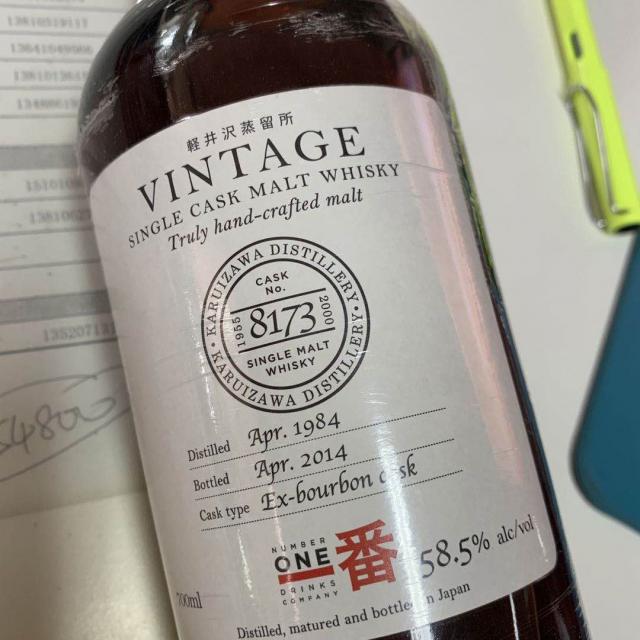 13810519117
13641049986
軽井沢蒸留所
VINTAGE
SINGLE CASK MALT WHISKY
Truly hand-crafted malt
KARUIZAWA DISTILLERY
CASK
No.
1955 8173 2000
SINGLE MALT
WHISKY
KARUIZAWA DISTILLERY
Distilled Apr. 1984
Bottled Apr. 2014
Cask type Ex-bourbon cask
NUMBER
ONE
DRINKS
COMPANY
番
58.5% alc/vol
700ml
Distilled, matured and bottled in Japan